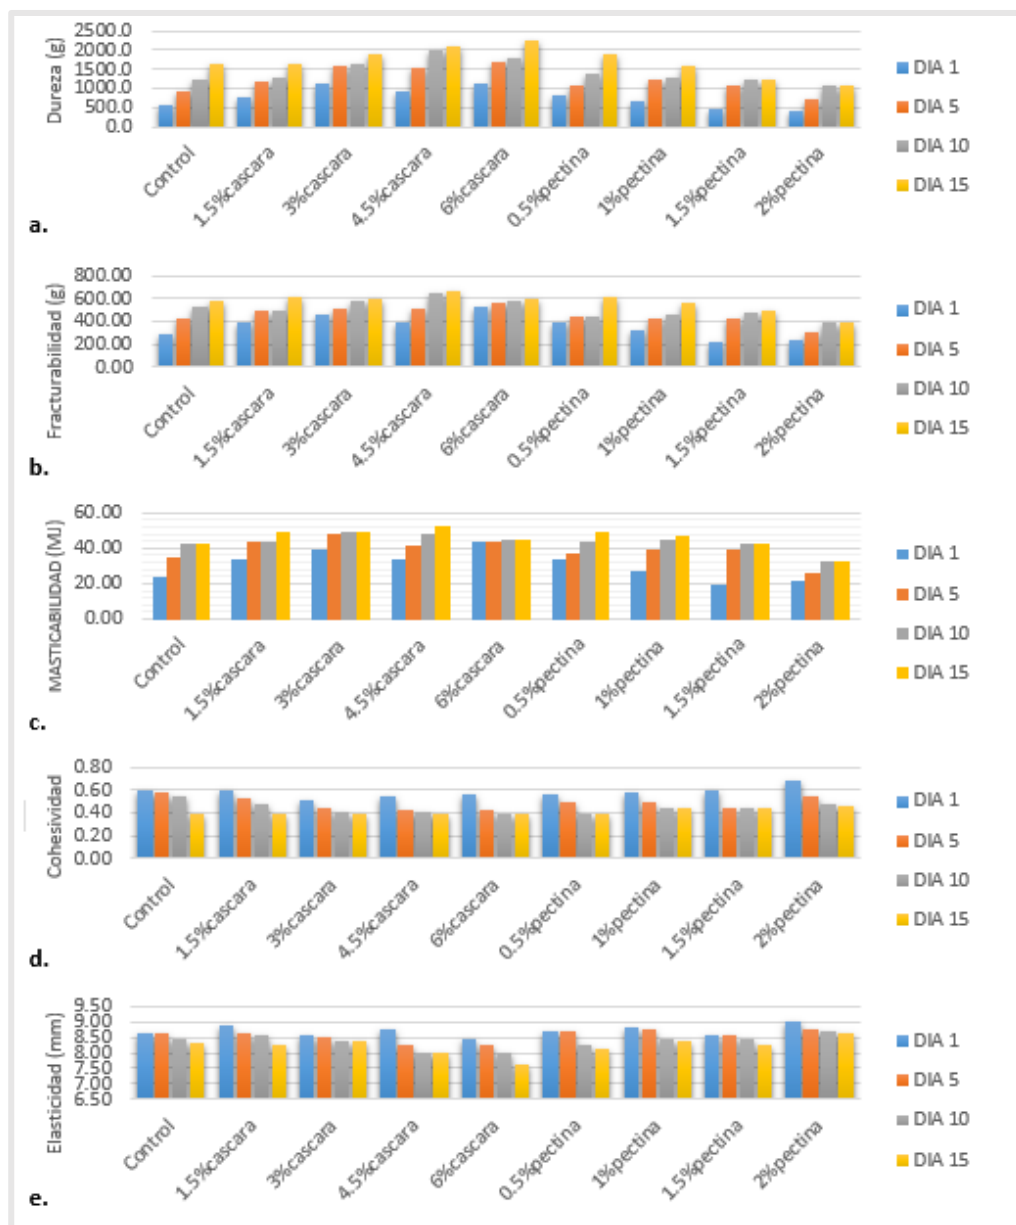 Dureza (g)
2500.0
2000.0
1500.0
1000.0
500.0
0.0
Control
1.5%cascara
3%cascara
4.5%cascara
6%cascara
0.5%pectina
1%pectina
1.5%pectina
2%pectina
DIA 1
DIA 5
DIA 10
DIA 15
a.
Fracturabilidad (g)
800.00
600.00
400.00
200.00
0.00
Control
1.5%cascara
3%cascara
4.5%cascara
6%cascara
0.5%pectina
1%pectina
1.5%pectina
2%pectina
DIA 1
DIA 5
DIA 10
DIA 15
b.
MASTICABILIDAD (MJ)
60.00
40.00
20.00
0.00
Control
1.5%cascara
3%cascara
4.5%cascara
6%cascara
0.5%pectina
1%pectina
1.5%pectina
2%pectina
DIA 1
DIA 5
DIA 10
DIA 15
c.
Cohesividad
0.80
0.60
0.40
0.20
0.00
Control
1.5%cascara
3%cascara
4.5%cascara
6%cascara
0.5%pectina
1%pectina
1.5%pectina
2%pectina
DIA 1
DIA 5
DIA 10
DIA 15
d.
Elasticidad (mm)
9.50
9.00
8.50
8.00
7.50
7.00
6.50
Control
1.5%cascara
3%cascara
4.5%cascara
6%cascara
0.5%pectina
1%pectina
1.5%pectina
2%pectina
DIA 1
DIA 5
DIA 10
DIA 15
e.